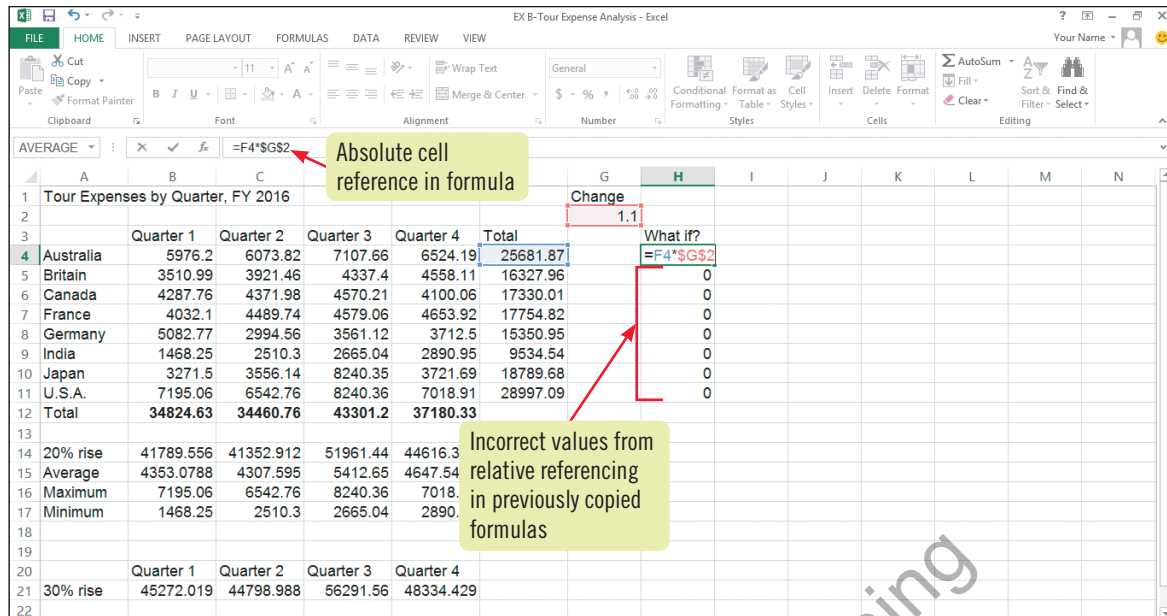 EX B-Tour Expense Analysis - Excel
FILE HOME INSERT PAGE LAYOUT FORMULAS DATA REVIEW VIEW Your Name
Paste
Cut
Copy
Format Painter
Clipboard
11
B I U
Font
Wrap Text
Merge & Center
Alignment
General
$ % ,
Number
Conditional Formatting
Format as Table
Cell Styles
Styles
Insert Delete Format
Cells
AutoSum
Fill
Clear
Sort & Filter
Find & Select
Editing
AVERAGE fx =F4*$G$2
Absolute cell
reference in formula
A B C G H I J K L M N
1 Tour Expenses by Quarter, FY 2016 Change
2 1.1
3 Quarter 1 Quarter 2 Quarter 3 Quarter 4 Total What if?
4 Australia 5976.2 6073.82 7107.66 6524.19 25681.87 =F4*$G$2
5 Britain 3510.99 3921.46 4337.4 4558.11 16327.96 0
6 Canada 4287.76 4371.98 4570.21 4100.06 17330.01 0
7 France 4032.1 4489.74 4579.06 4653.92 17754.82 0
8 Germany 5082.77 2994.56 3561.12 3712.5 15350.95 0
9 India 1468.25 2510.3 2665.04 2890.95 9534.54 0
10 Japan 3271.5 3556.14 8240.35 3721.69 18789.68 0
11 U.S.A. 7195.06 6542.76 8240.36 7018.91 28997.09 0
12 Total 34824.63 34460.76 43301.2 37180.33
13
14 20% rise 41789.556 41352.912 51961.44 44616.3
15 Average 4353.0788 4307.595 5412.65 4647.54
16 Maximum 7195.06 6542.76 8240.36 7018.
17 Minimum 1468.25 2510.3 2665.04 2890.
Incorrect values from
relative referencing
in previously copied
formulas
18
19
20 Quarter 1 Quarter 2 Quarter 3 Quarter 4
21 30% rise 45272.019 44798.988 56291.56 48334.429
22